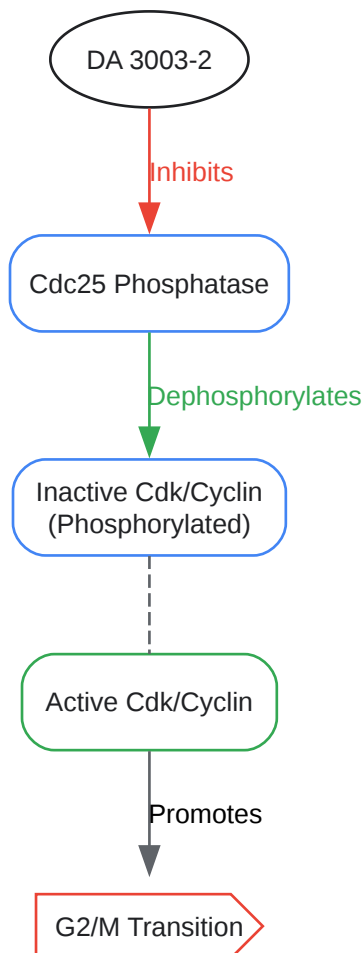 DA 3003-2
Inhibits
Cdc25 Phosphatase
Dephosphorylates
Inactive Cdk/Cyclin
(Phosphorylated)
Active Cdk/Cyclin
Promotes
G2/M Transition